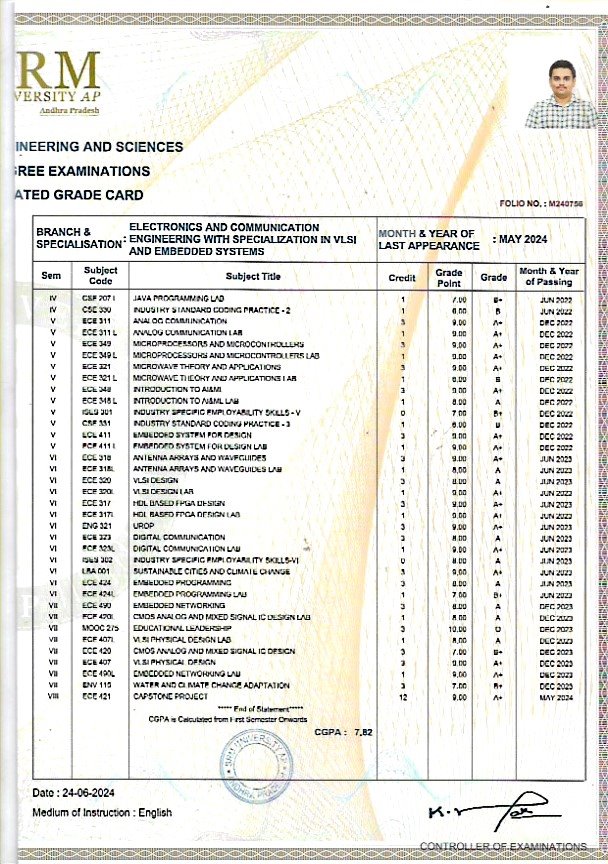 RM
VERSITY AP
Andhra Pradesh
INEERING AND SCIENCES
REE EXAMINATIONS
ATED GRADE CARD
FOLIO NO. : M240756
BRANCH & SPECIALISATION : ELECTRONICS AND COMMUNICATION ENGINEERING WITH SPECIALIZATION IN VLSI AND EMBEDDED SYSTEMS
MONTH & YEAR OF LAST APPEARANCE : MAY 2024
Sem Subject Code Subject Title Credit Grade Point Grade Month & Year of Passing
IV CSE 207 L JAVA PROGRAMMING LAB 1 7.00 B+ JUN 2022
IV CSE 330 INDUSTRY STANDARD CODING PRACTICE - 2 1 6.00 B JUN 2022
V ECE 311 ANALOG COMMUNICATION 3 9.00 A+ DEC 2022
V ECE 311 L ANALOG COMMUNICATION LAB 1 9.00 A+ DEC 2022
V ECE 349 MICROPROCESSORS AND MICROCONTROLLERS 3 9.00 A+ DEC 2022
V ECE 349 L MICROPROCESSORS AND MICROCONTROLLERS LAB 1 9.00 A+ DEC 2022
V ECE 321 MICROWAVE THEORY AND APPLICATIONS 3 9.00 A+ DEC 2022
V ECE 321 L MICROWAVE THEORY AND APPLICATIONS LAB 1 6.00 B DEC 2022
V ECE 348 INTRODUCTION TO AI&ML 3 9.00 A+ DEC 2022
V ECE 348 L INTRODUCTION TO AI&ML LAB 1 8.00 A DEC 2022
V ISES 301 INDUSTRY SPECIFIC EMPLOYABILITY SKILLS - V 0 7.00 B+ DEC 2022
V CSE 331 INDUSTRY STANDARD CODING PRACTICE - 3 1 6.00 B DEC 2022
V ECE 411 EMBEDDED SYSTEM FOR DESIGN 3 9.00 A+ DEC 2022
V ECE 411 L EMBEDDED SYSTEM FOR DESIGN LAB 1 9.00 A+ DEC 2022
VI ECE 318 ANTENNA ARRAYS AND WAVEGUIDES 3 9.00 A+ JUN 2023
VI ECE 318L ANTENNA ARRAYS AND WAVEGUIDES LAB 1 8.00 A JUN 2023
VI ECE 320 VLSI DESIGN 3 8.00 A JUN 2023
VI ECE 320L VLSI DESIGN LAB 1 9.00 A+ JUN 2023
VI ECE 317 HDL BASED FPGA DESIGN 3 9.00 A+ JUN 2023
VI ECE 317L HDL BASED FPGA DESIGN LAB 1 9.00 A+ JUN 2023
VI ENG 321 UROP 3 9.00 A+ JUN 2023
VI ECE 323 DIGITAL COMMUNICATION 3 8.00 A JUN 2023
VI ECE 323L DIGITAL COMMUNICATION LAB 1 9.00 A+ JUN 2023
VI ISES 302 INDUSTRY SPECIFIC EMPLOYABILITY SKILLS-VI 0 8.00 A JUN 2023
VI LBA 001 SUSTAINABLE CITIES AND CLIMATE CHANGE 3 9.00 A+ JUN 2023
VI ECE 424 EMBEDDED PROGRAMMING 3 8.00 A JUN 2023
VI ECE 424L EMBEDDED PROGRAMMING LAB 1 7.00 B+ JUN 2023
VII ECE 490 EMBEDDED NETWORKING 3 8.00 A DEC 2023
VII ECE 420L CMOS ANALOG AND MIXED SIGNAL IC DESIGN LAB 1 8.00 A DEC 2023
VII MOOC 275 EDUCATIONAL LEADERSHIP 3 10.00 O DEC 2023
VII ECE 407L VLSI PHYSICAL DESIGN LAB 1 8.00 A DEC 2023
VII ECE 420 CMOS ANALOG AND MIXED SIGNAL IC DESIGN 3 7.00 B+ DEC 2023
VII ECE 407 VLSI PHYSICAL DESIGN 3 9.00 A+ DEC 2023
VII ECE 490L EMBEDDED NETWORKING LAB 1 9.00 A+ DEC 2023
VII ENV 115 WATER AND CLIMATE CHANGE ADAPTATION 3 7.00 B+ DEC 2023
VIII ECE 421 CAPSTONE PROJECT 12 9.00 A+ MAY 2024
***** End of Statement*****
CGPA is Calculated from First Semester Onwards
CGPA : 7.82
SRM UNIVERSITY AP
ANDHRA PRADESH
Date : 24-06-2024
Medium of Instruction : English
CONTROLLER OF EXAMINATIONS